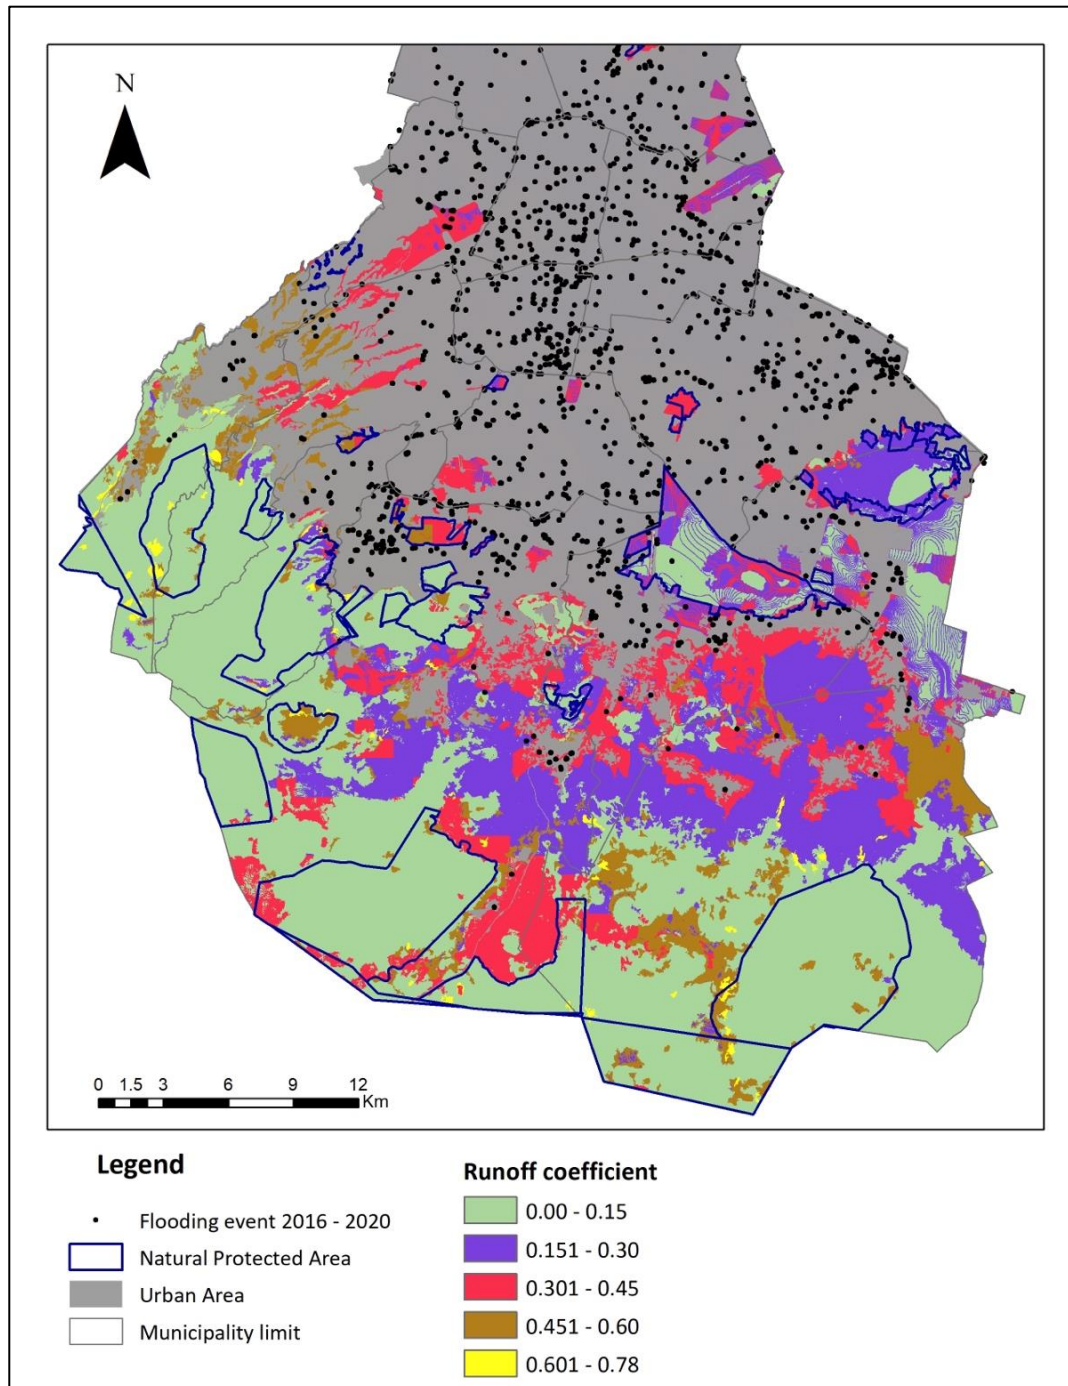 N
0 1.5 3 6 9 12
Km
Legend
Flooding event 2016 - 2020
Natural Protected Area
Urban Area
Municipality limit
Runoff coefficient
0.00 - 0.15
0.151 - 0.30
0.301 - 0.45
0.451 - 0.60
0.601 - 0.78